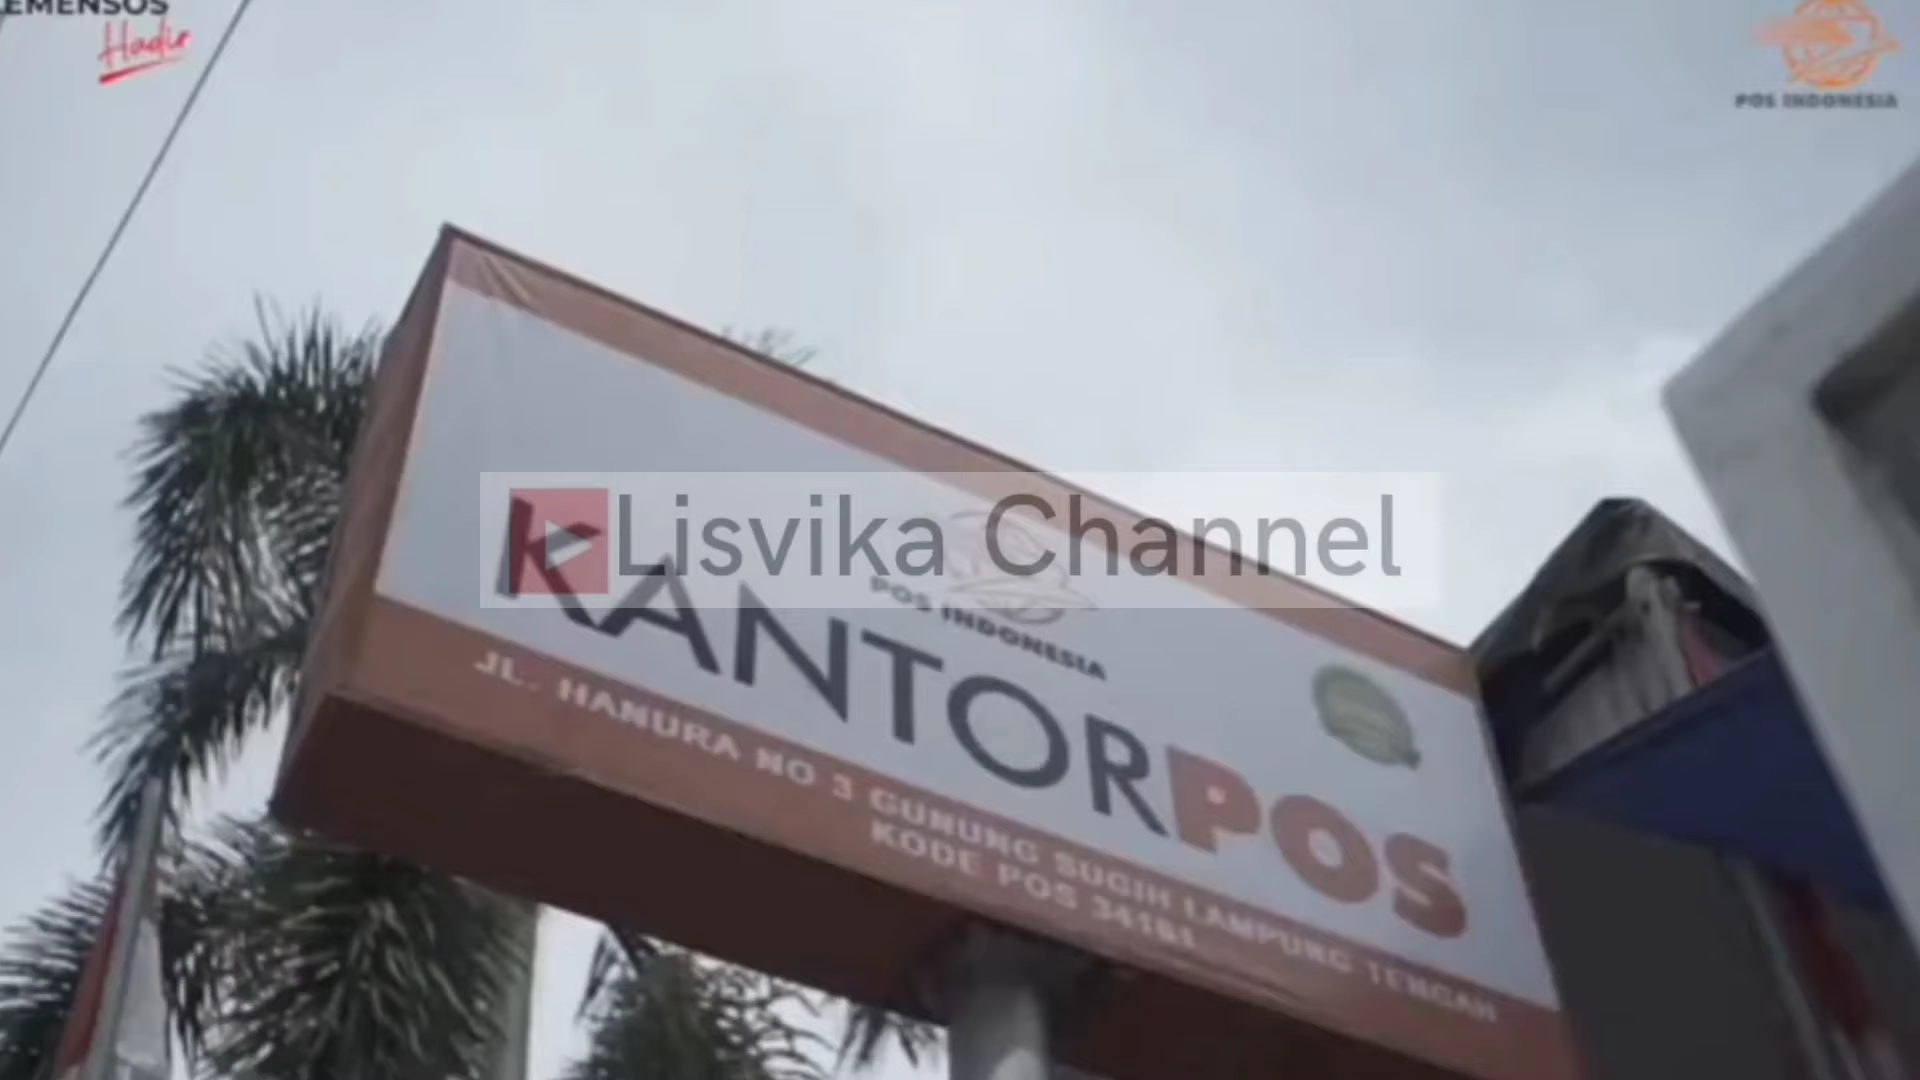 EMENSOS
Hadir
POS INDONESIA
Lisvika Channel
POS INDONESIA
KANTORPOS
JL. HANURA NO 3 GUNUNG SUGIH LAMPUNG TENGAH
KODE POS 34161